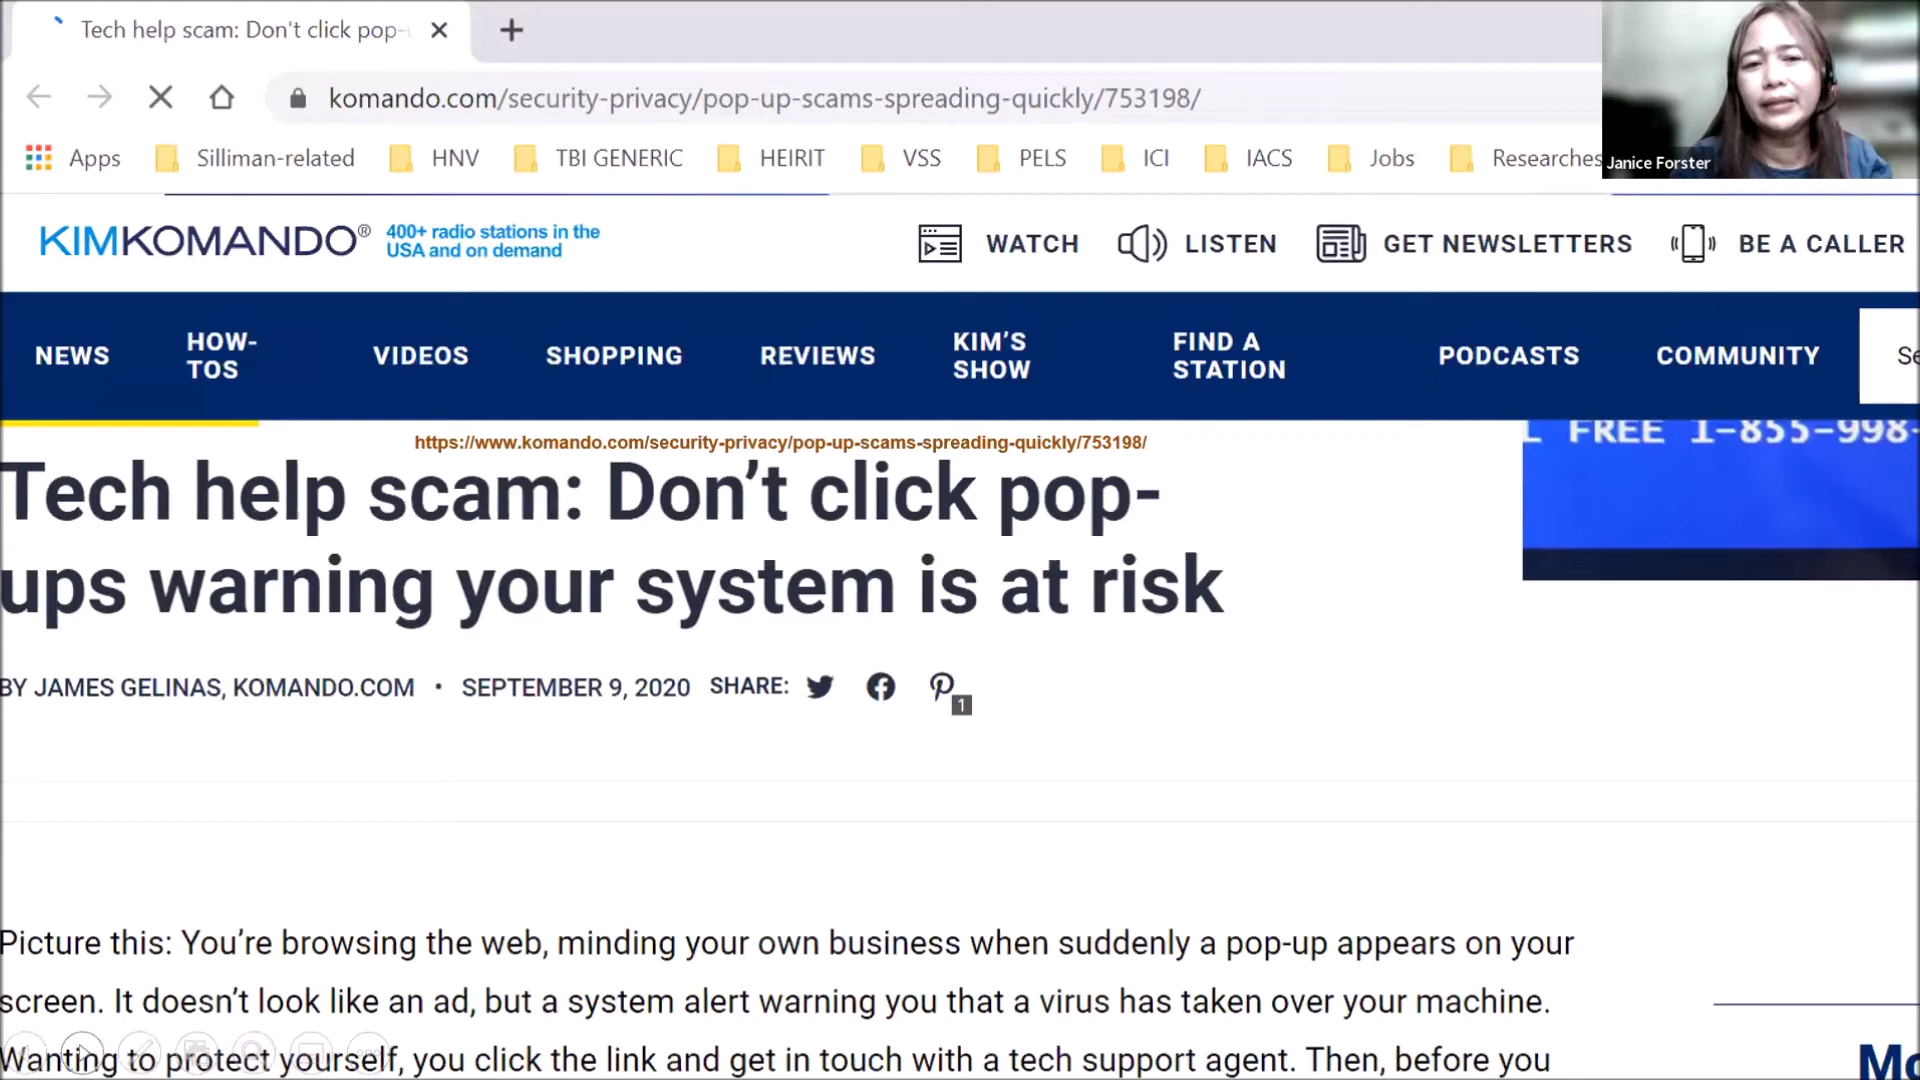 Tech help scam: Don't click pop-
komando.com/security-privacy/pop-up-scams-spreading-quickly/753198/
Apps Silliman-related HNV TBI GENERIC HEIRIT VSS PELS ICI IACS Jobs Researches
Janice Forster
KIMKOMANDO® 400+ radio stations in the
USA and on demand
WATCH LISTEN GET NEWSLETTERS BE A CALLER
NEWS HOW-
TOS VIDEOS SHOPPING REVIEWS KIM'S
SHOW FIND A
STATION PODCASTS COMMUNITY Se
https://www.komando.com/security-privacy/pop-up-scams-spreading-quickly/753198/
L FREE 1-855-998-
Tech help scam: Don't click pop-
ups warning your system is at risk
BY JAMES GELINAS, KOMANDO.COM • SEPTEMBER 9, 2020 SHARE:
1
Picture this: You're browsing the web, minding your own business when suddenly a pop-up appears on your
screen. It doesn't look like an ad, but a system alert warning you that a virus has taken over your machine.
Wanting to protect yourself, you click the link and get in touch with a tech support agent. Then, before you
Mo